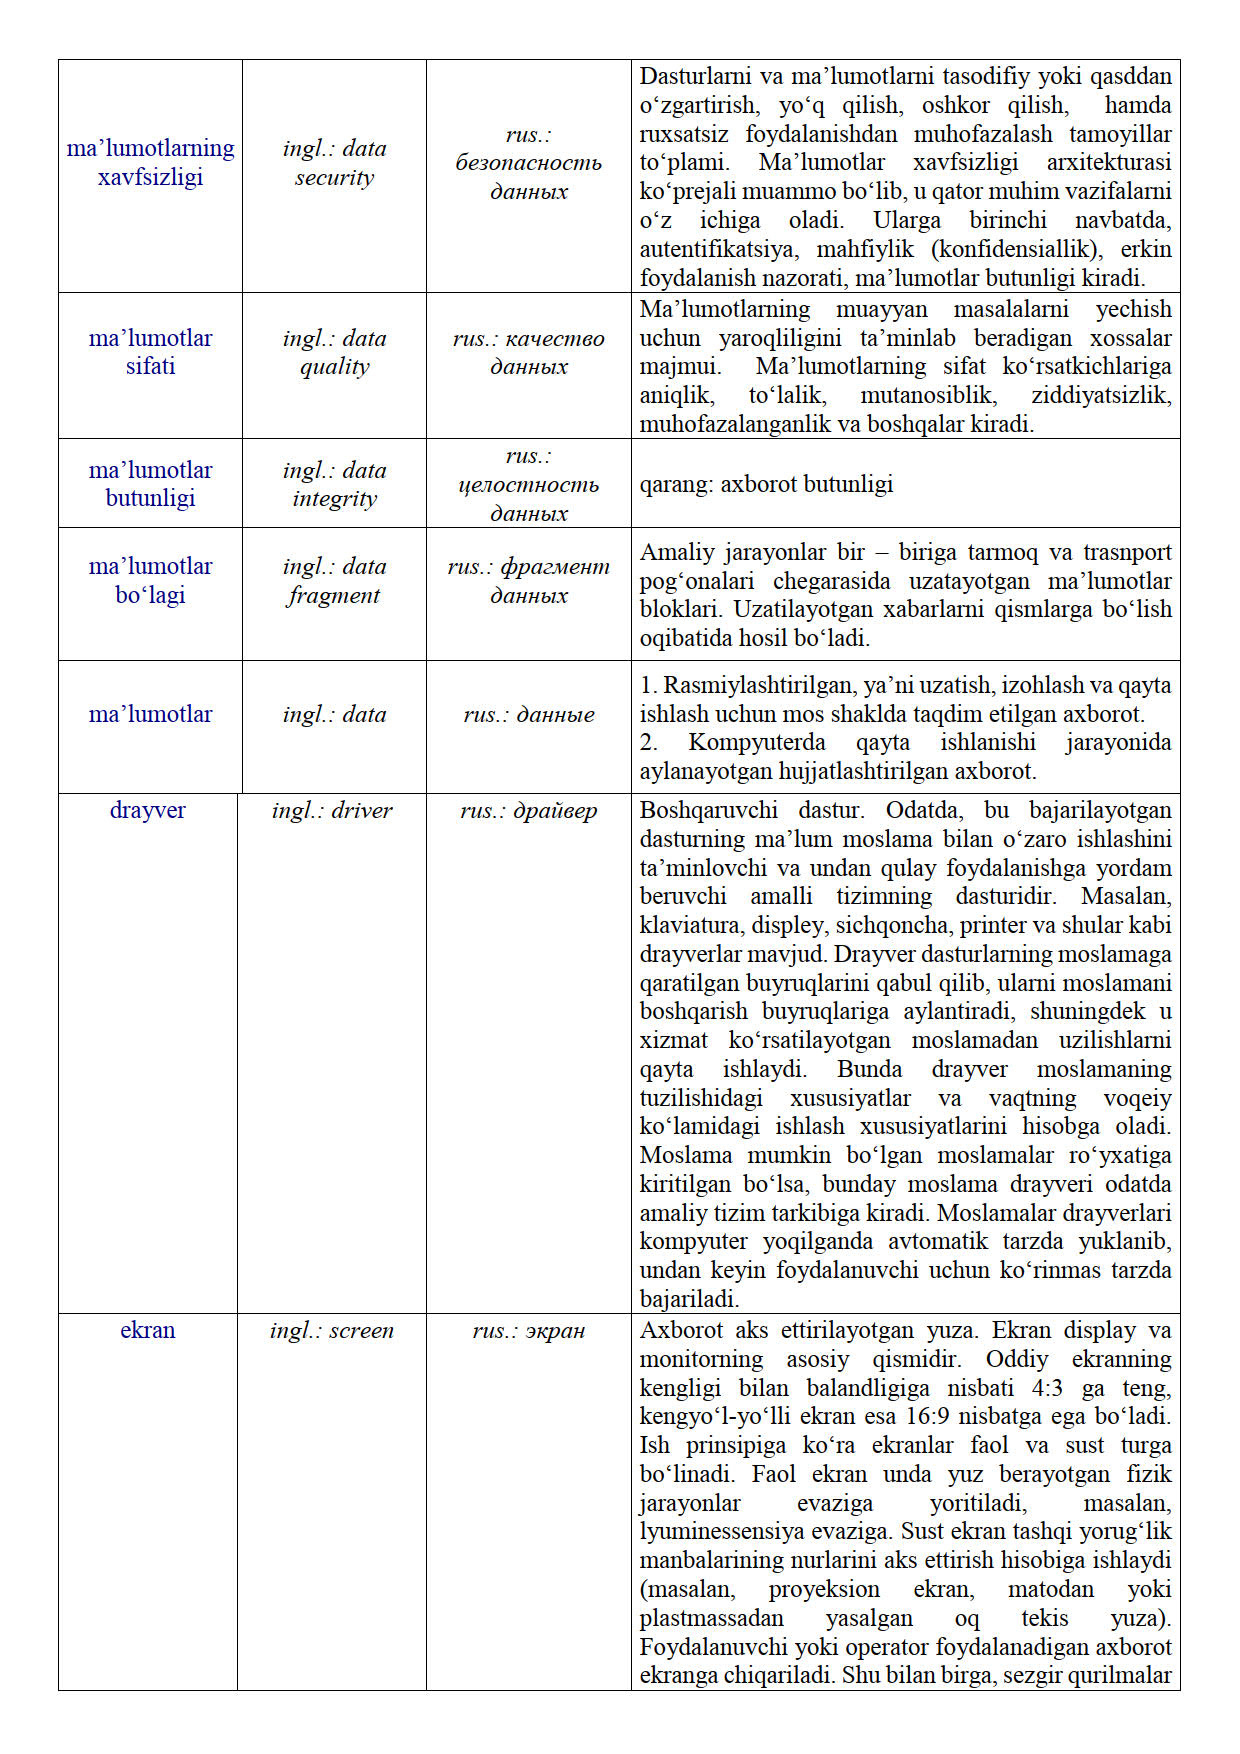 ma’lumotlarning
xavfsizligi
ingl.: data
security
rus.:
безопасность
данных
Dasturlarni va ma’lumotlarni tasodifiy yoki qasddan
o‘zgartirish, yo‘q qilish, oshkor qilish, hamda
ruxsatsiz foydalanishdan muhofazalash tamoyillar
to‘plami. Ma’lumotlar xavfsizligi arxitekturasi
ko‘prejali muammo bo‘lib, u qator muhim vazifalarni
o‘z ichiga oladi. Ularga birinchi navbatda,
autentifikatsiya, mahfiylik (konfidensiallik), erkin
foydalanish nazorati, ma’lumotlar butunligi kiradi.
ma’lumotlar
sifati
ingl.: data
quality
rus.: качество
данных
Ma’lumotlarning muayyan masalalarni yechish
uchun yaroqliligini ta’minlab beradigan xossalar
majmui. Ma’lumotlarning sifat ko‘rsatkichlariga
aniqlik, to‘lalik, mutanosiblik, ziddiyatsizlik,
muhofazalanganlik va boshqalar kiradi.
ma’lumotlar
butunligi
ingl.: data
integrity
rus.:
целостность
данных
qarang: axborot butunligi
ma’lumotlar
bo‘lagi
ingl.: data
fragment
rus.: фрагмент
данных
Amaliy jarayonlar bir – biriga tarmoq va trasnport
pog‘onalari chegarasida uzatayotgan ma’lumotlar
bloklari. Uzatilayotgan xabarlarni qismlarga bo‘lish
oqibatida hosil bo‘ladi.
ma’lumotlar
ingl.: data
rus.: данные
1. Rasmiylashtirilgan, ya’ni uzatish, izohlash va qayta
ishlash uchun mos shaklda taqdim etilgan axborot.
2. Kompyuterda qayta ishlanishi jarayonida
aylanayotgan hujjatlashtirilgan axborot.
drayver
ingl.: driver
rus.: драйвер
Boshqaruvchi dastur. Odatda, bu bajarilayotgan
dasturning ma’lum moslama bilan o‘zaro ishlashini
ta’minlovchi va undan qulay foydalanishga yordam
beruvchi amalli tizimning dasturidir. Masalan,
klaviatura, displey, sichqoncha, printer va shular kabi
drayverlar mavjud. Drayver dasturlarning moslamaga
qaratilgan buyruqlarini qabul qilib, ularni moslamani
boshqarish buyruqlariga aylantiradi, shuningdek u
xizmat ko‘rsatilayotgan moslamadan uzilishlarni
qayta ishlaydi. Bunda drayver moslamaning
tuzilishidagi xususiyatlar va vaqtning voqeiy
ko‘lamidagi ishlash xususiyatlarini hisobga oladi.
Moslama mumkin bo‘lgan moslamalar ro‘yxatiga
kiritilgan bo‘lsa, bunday moslama drayveri odatda
amaliy tizim tarkibiga kiradi. Moslamalar drayverlari
kompyuter yoqilganda avtomatik tarzda yuklanib,
undan keyin foydalanuvchi uchun ko‘rinmas tarzda
bajariladi.
ekran
ingl.: screen
rus.: экран
Axborot aks ettirilayotgan yuza. Ekran display va
monitorning asosiy qismidir. Oddiy ekranning
kengligi bilan balandligiga nisbati 4:3 ga teng,
kengyo‘l-yo‘lli ekran esa 16:9 nisbatga ega bo‘ladi.
Ish prinsipiga ko‘ra ekranlar faol va sust turga
bo‘linadi. Faol ekran unda yuz berayotgan fizik
jarayonlar evaziga yoritiladi, masalan,
lyuminessensiya evaziga. Sust ekran tashqi yorug‘lik
manbalarining nurlarini aks ettirish hisobiga ishlaydi
(masalan, proyeksion ekran, matodan yoki
plastmassadan yasalgan oq tekis yuza).
Foydalanuvchi yoki operator foydalanadigan axborot
ekranga chiqariladi. Shu bilan birga, sezgir qurilmalar